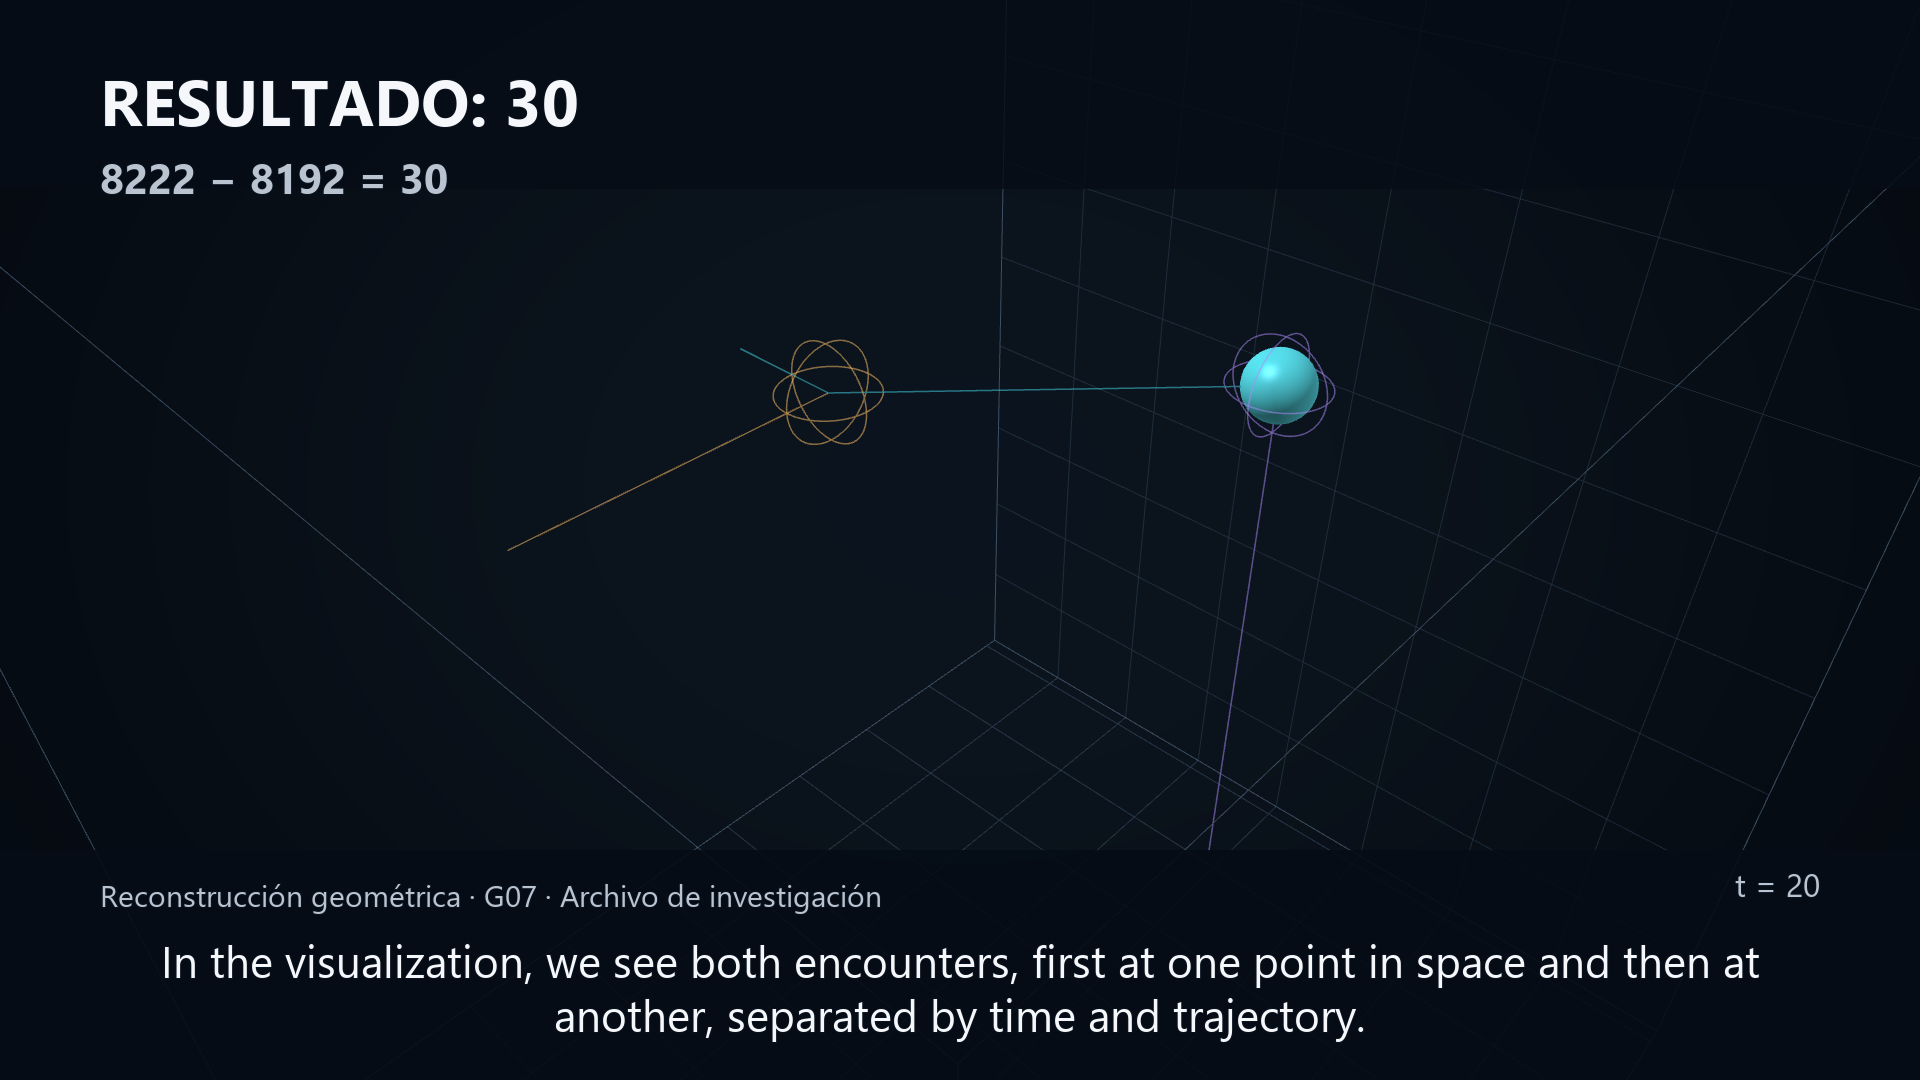 RESULTADO: 30
8222 − 8192 = 30
Reconstrucción geométrica · G07 · Archivo de investigación
t = 20
In the visualization, we see both encounters, first at one point in space and then at
another, separated by time and trajectory.